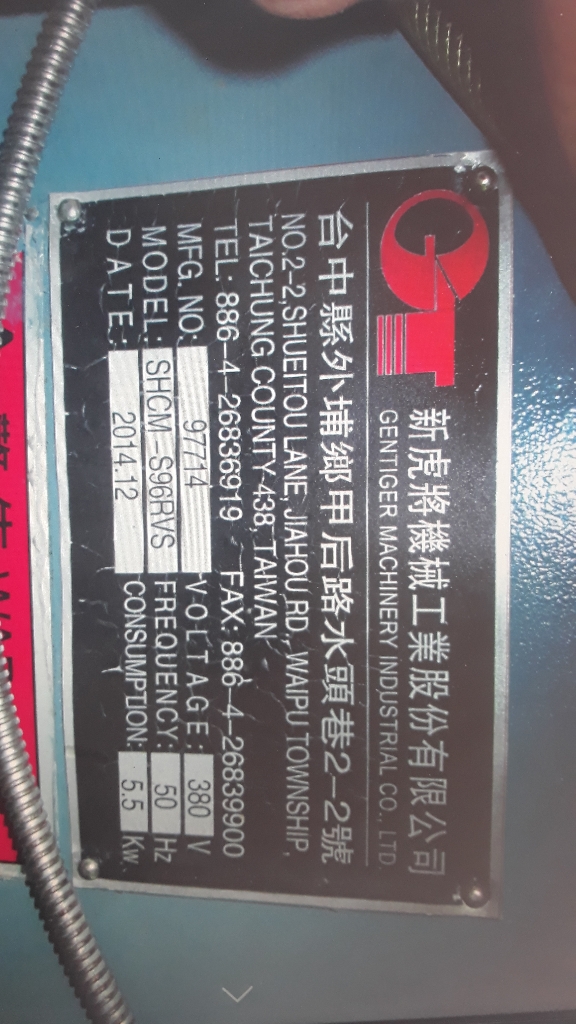 新虎將機械工業股份有限公司
GENTIGER MACHINERY INDUSTRIAL CO., LTD.
台中縣外埔鄉甲后路水頭巷2-2號
NO.2-2,SHUEITOU LANE, JIAHOU RD., WAIPU TOWNSHIP,
TAICHUNG COUNTY 438, TAIWAN
TEL: 886-4-26836919 FAX: 886-4-26839900
MFG. NO: 97714 VOLTAGE: 380 V
MODEL: SHCM-S96RVS FREQUENCY: 50 Hz
DATE: 2014.12 CONSUMPTION: 5.5 Kw.